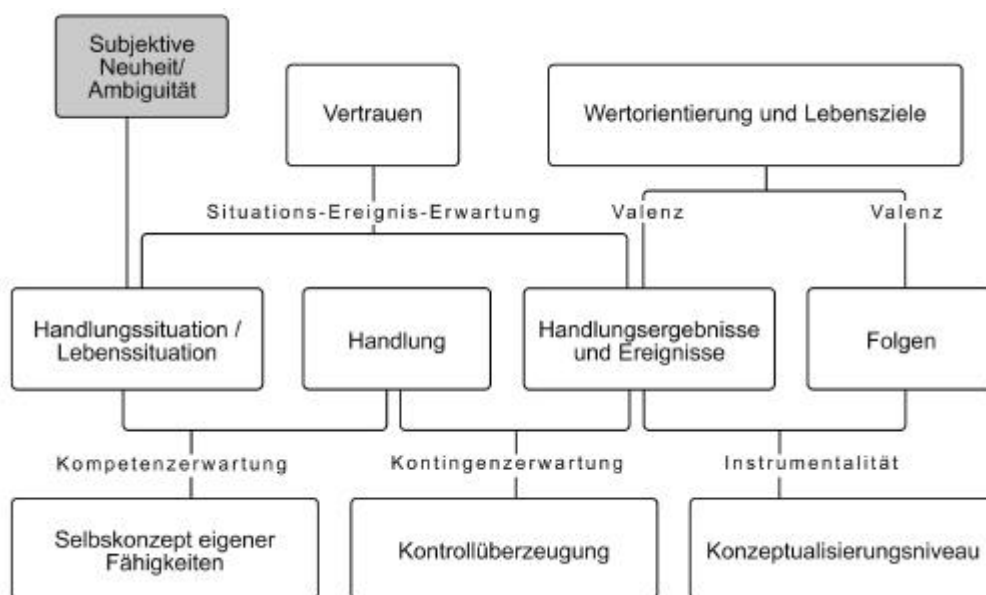 Subjektive
Neuheit/
Ambiguität
Vertrauen
Wertorientierung und Lebensziele
Situations-Ereignis-Erwartung
Valenz
Valenz
Handlungssituation /
Lebenssituation
Handlung
Handlungsergebnisse
und Ereignisse
Folgen
Kompetenzerwartung
Kontingenzerwartung
Instrumentalität
Selbskonzept eigener
Fähigkeiten
Kontrollüberzeugung
Konzeptualisierungsniveau